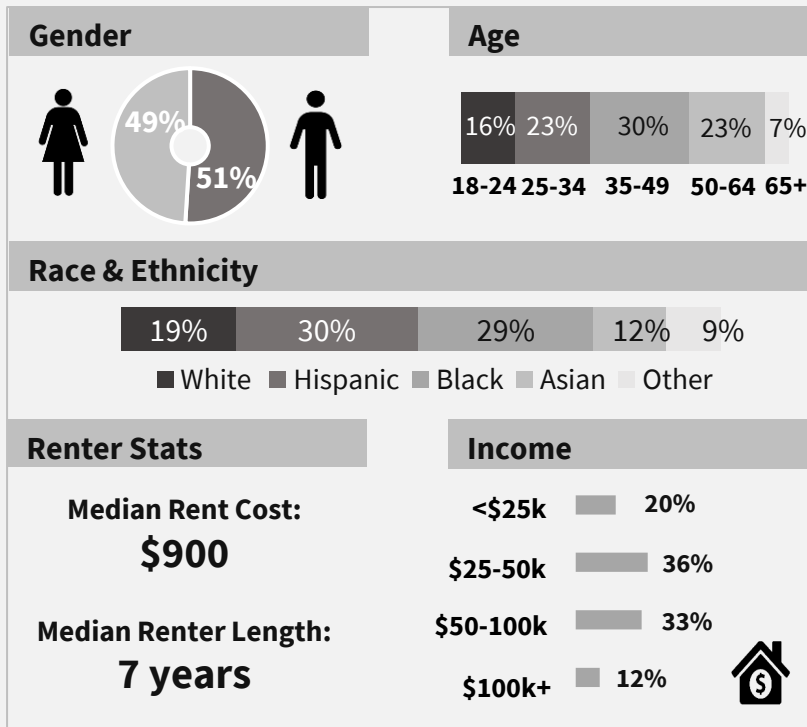 Gender
49%
51%
Age
16% 23% 30% 23% 7%
18-24 25-34 35-49 50-64 65+
Race & Ethnicity
19% 30% 29% 12% 9%
White Hispanic Black Asian Other
Renter Stats
Median Rent Cost:
$900
Median Renter Length:
7 years
Income
<$25k 20%
$25-50k 36%
$50-100k 33%
$100k+ 12%
$